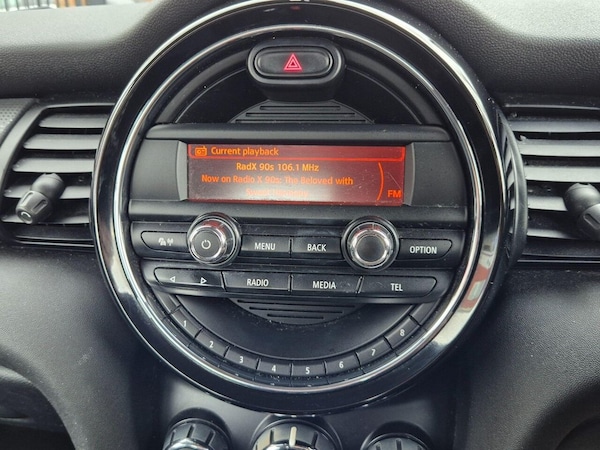 Current playback
RadX 90s 106.1 MHz
Now on Radio X 90s: The Beloved with
FM
MENU BACK OPTION
RADIO MEDIA TEL
1 2 3 4 5 6 7 8